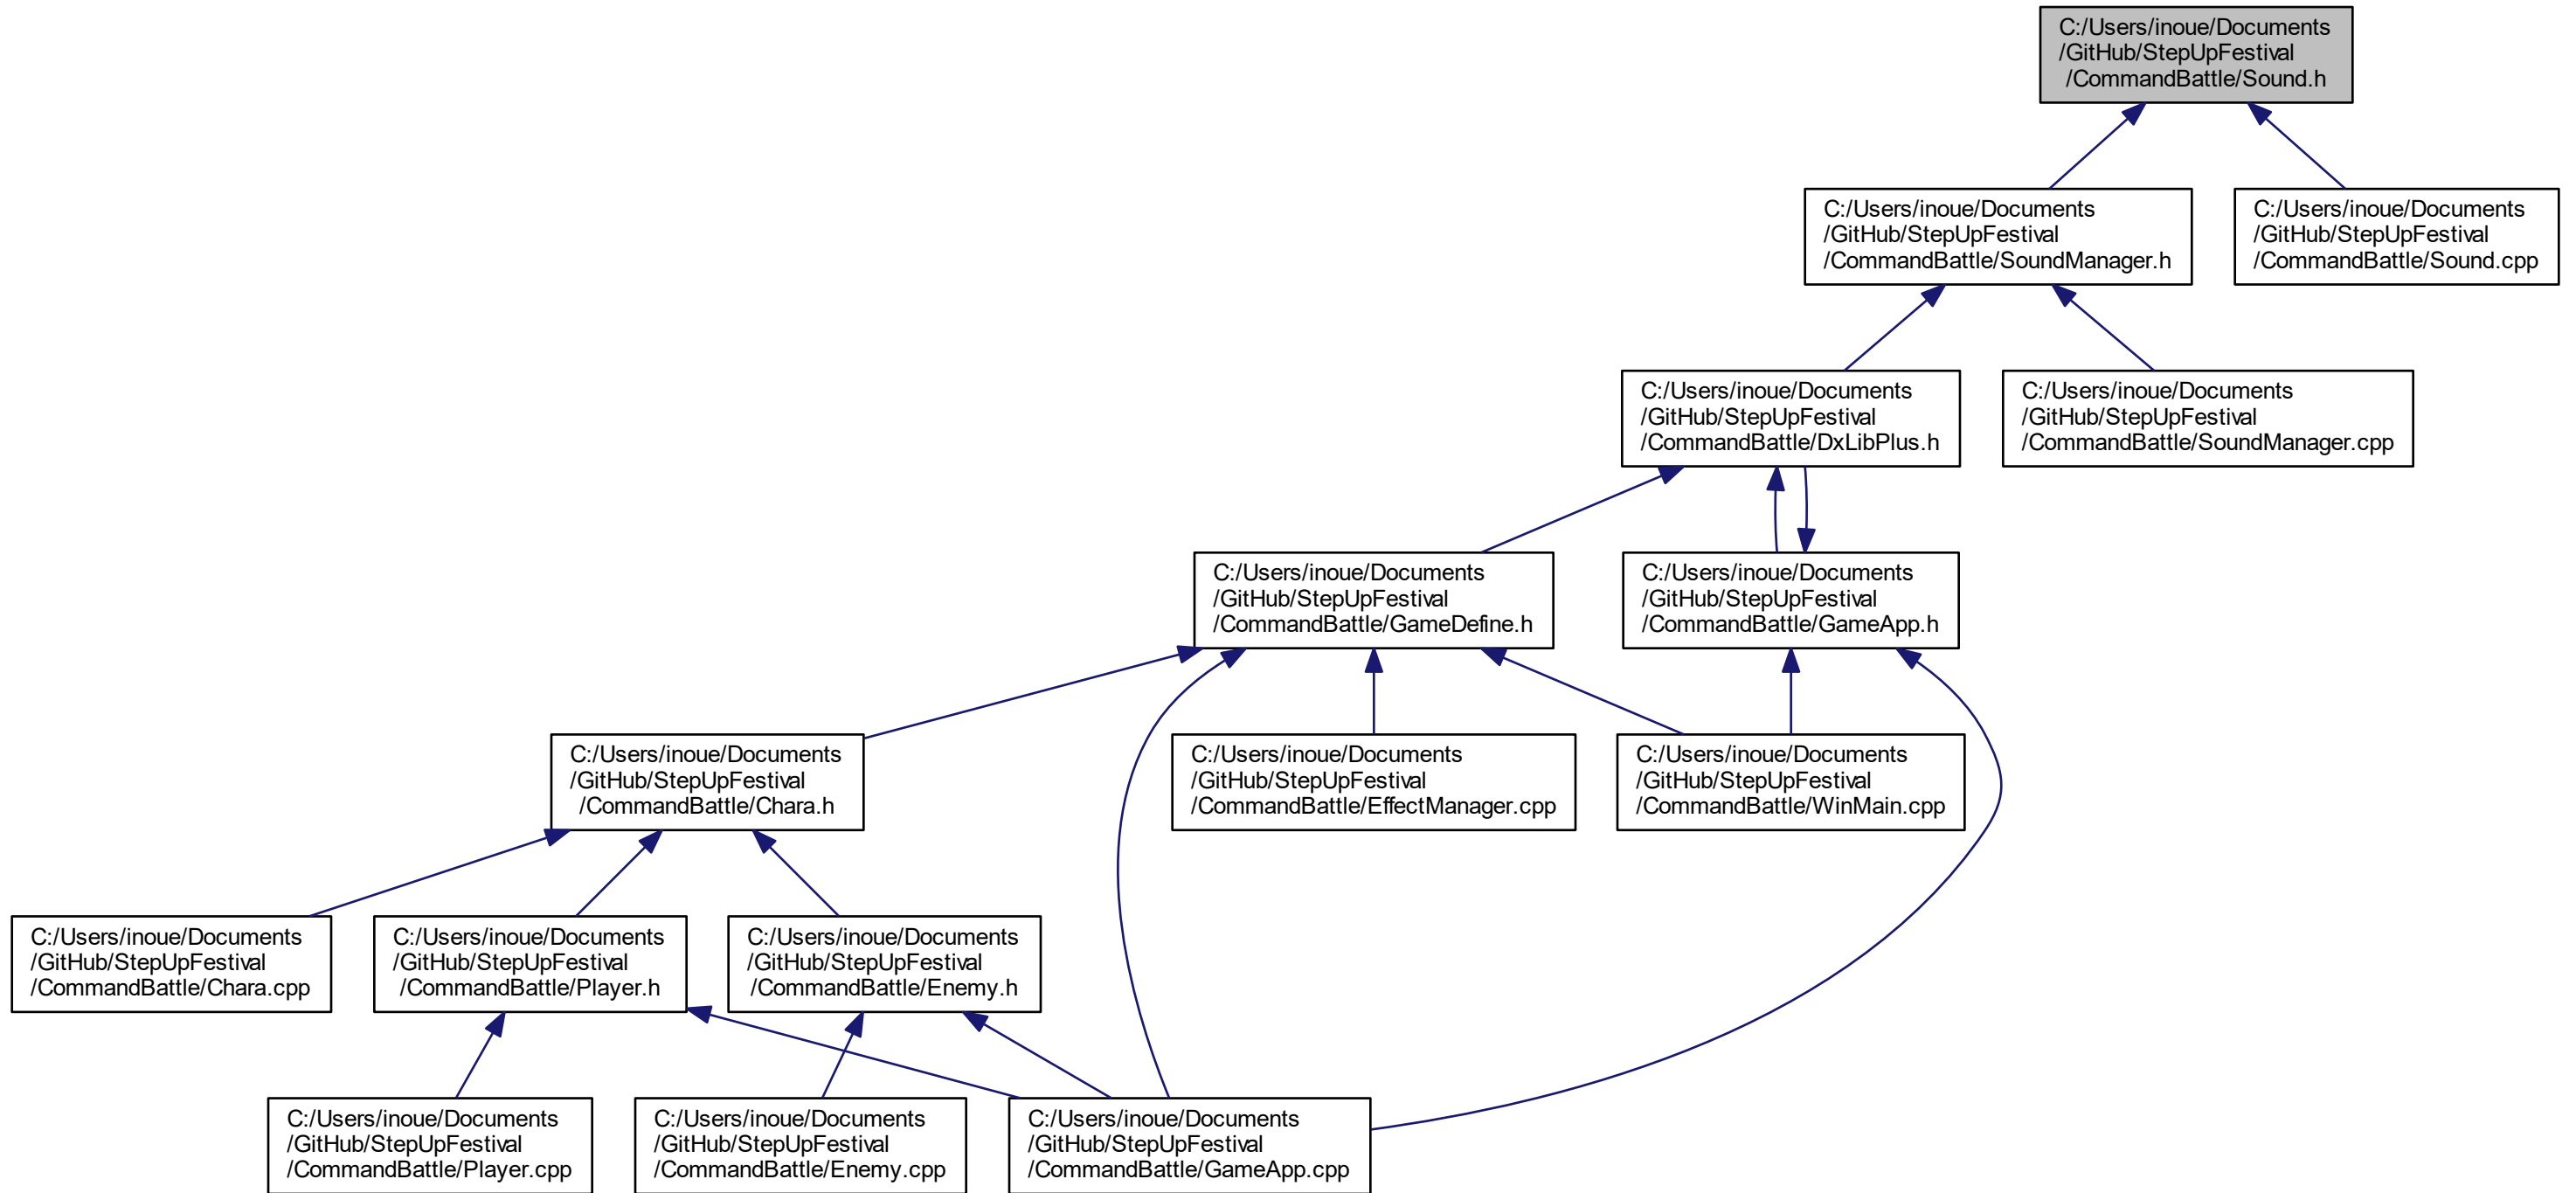 C:/Users/inoue/Documents
/GitHub/StepUpFestival
/CommandBattle/Sound.h
C:/Users/inoue/Documents
/GitHub/StepUpFestival
/CommandBattle/SoundManager.h
C:/Users/inoue/Documents
/GitHub/StepUpFestival
/CommandBattle/Sound.cpp
C:/Users/inoue/Documents
/GitHub/StepUpFestival
/CommandBattle/DxLibPlus.h
C:/Users/inoue/Documents
/GitHub/StepUpFestival
/CommandBattle/SoundManager.cpp
C:/Users/inoue/Documents
/GitHub/StepUpFestival
/CommandBattle/GameDefine.h
C:/Users/inoue/Documents
/GitHub/StepUpFestival
/CommandBattle/GameApp.h
C:/Users/inoue/Documents
/GitHub/StepUpFestival
/CommandBattle/Chara.h
C:/Users/inoue/Documents
/GitHub/StepUpFestival
/CommandBattle/EffectManager.cpp
C:/Users/inoue/Documents
/GitHub/StepUpFestival
/CommandBattle/WinMain.cpp
C:/Users/inoue/Documents
/GitHub/StepUpFestival
/CommandBattle/Chara.cpp
C:/Users/inoue/Documents
/GitHub/StepUpFestival
/CommandBattle/Player.h
C:/Users/inoue/Documents
/GitHub/StepUpFestival
/CommandBattle/Enemy.h
C:/Users/inoue/Documents
/GitHub/StepUpFestival
/CommandBattle/Player.cpp
C:/Users/inoue/Documents
/GitHub/StepUpFestival
/CommandBattle/Enemy.cpp
C:/Users/inoue/Documents
/GitHub/StepUpFestival
/CommandBattle/GameApp.cpp